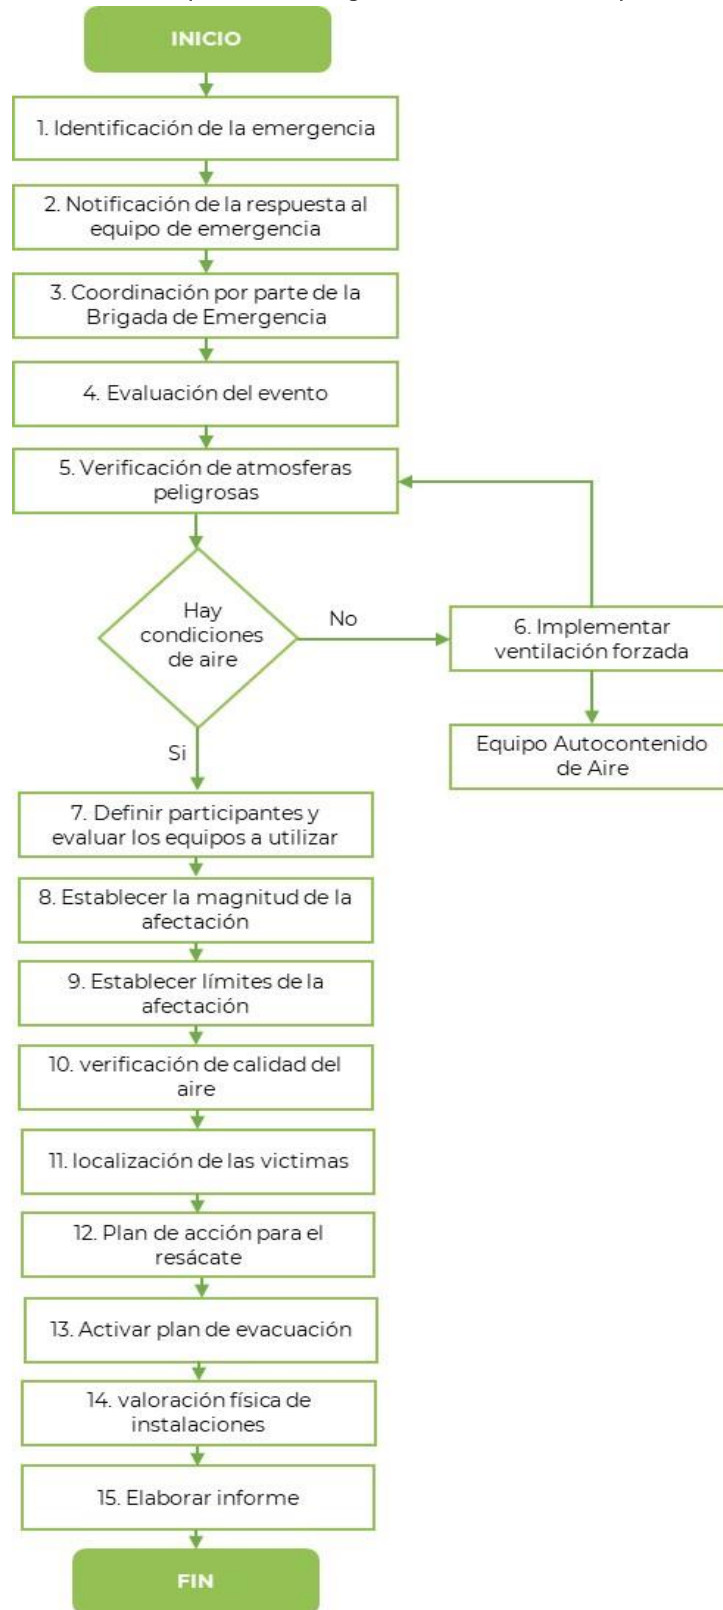 INICIO
1. Identificación de la emergencia
2. Notificación de la respuesta al
equipo de emergencia
3. Coordinación por parte de la
Brigada de Emergencia
4. Evaluación del evento
5. Verificación de atmosferas
peligrosas
Hay
condiciones
de aire
No
6. Implementar
ventilación forzada
Equipo Autocontenido
de Aire
Si
7. Definir participantes y
evaluar los equipos a utilizar
8. Establecer la magnitud de la
afectación
9. Establecer límites de la
afectación
10. verificación de calidad del
aire
11. localización de las victimas
12. Plan de acción para el
resácate
13. Activar plan de evacuación
14. valoración física de
instalaciones
15. Elaborar informe
FIN